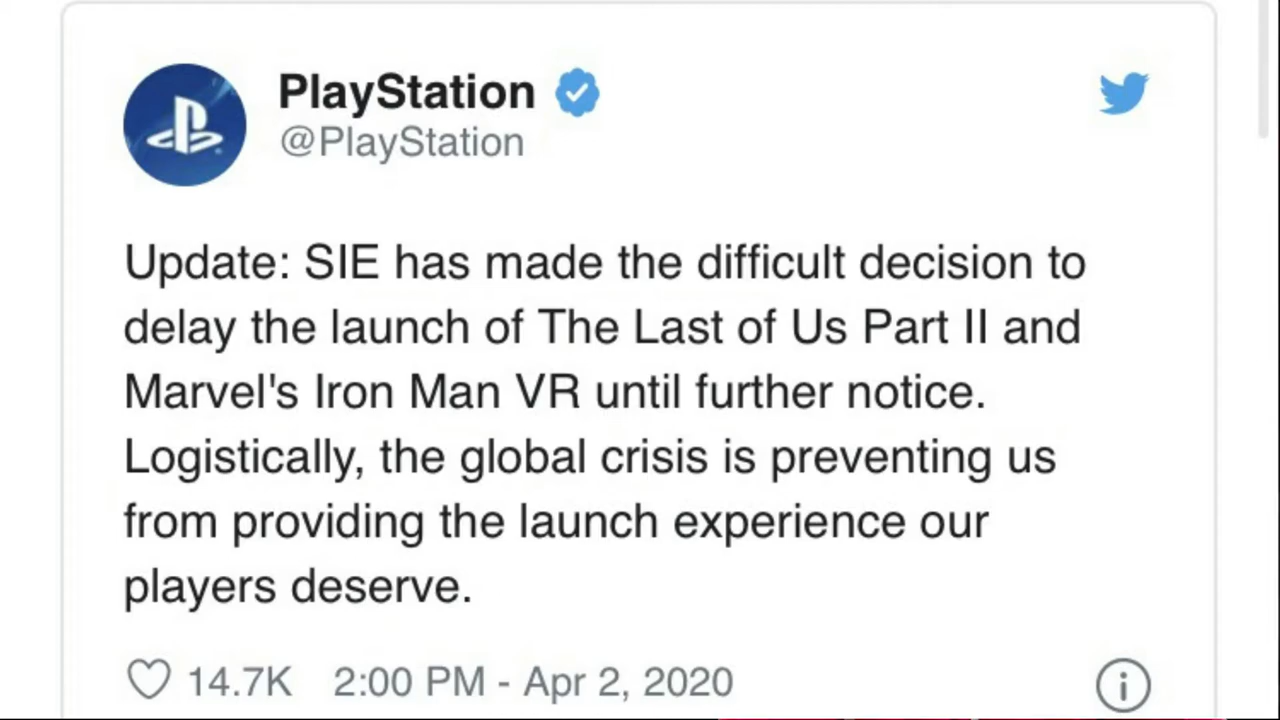 PlayStation
@PlayStation
Update: SIE has made the difficult decision to
delay the launch of The Last of Us Part II and
Marvel's Iron Man VR until further notice.
Logistically, the global crisis is preventing us
from providing the launch experience our
players deserve.
14.7K 2:00 PM - Apr 2, 2020